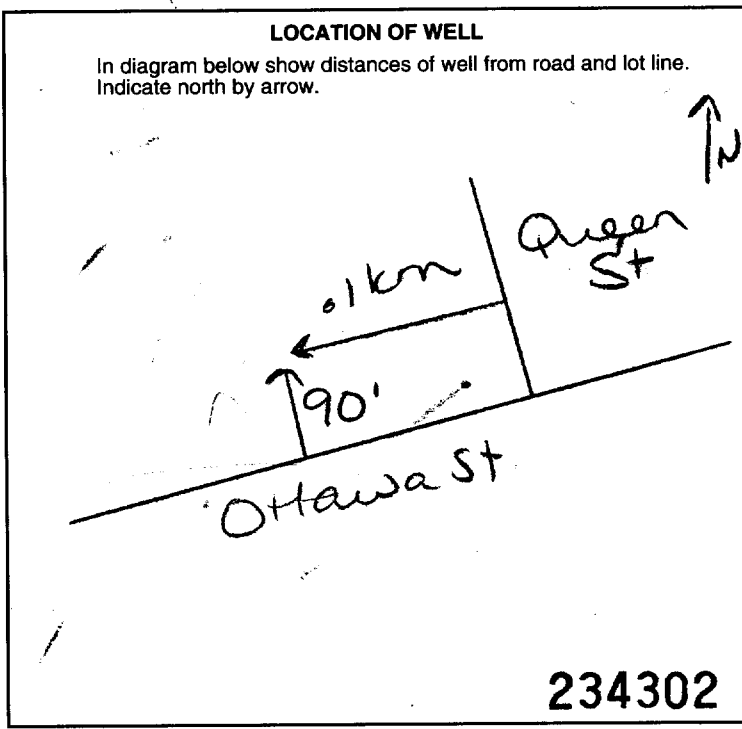 LOCATION OF WELL
In diagram below show distances of well from road and lot line.
Indicate north by arrow.
N
Queen
St
.1km
90'
Ottawa St
234302